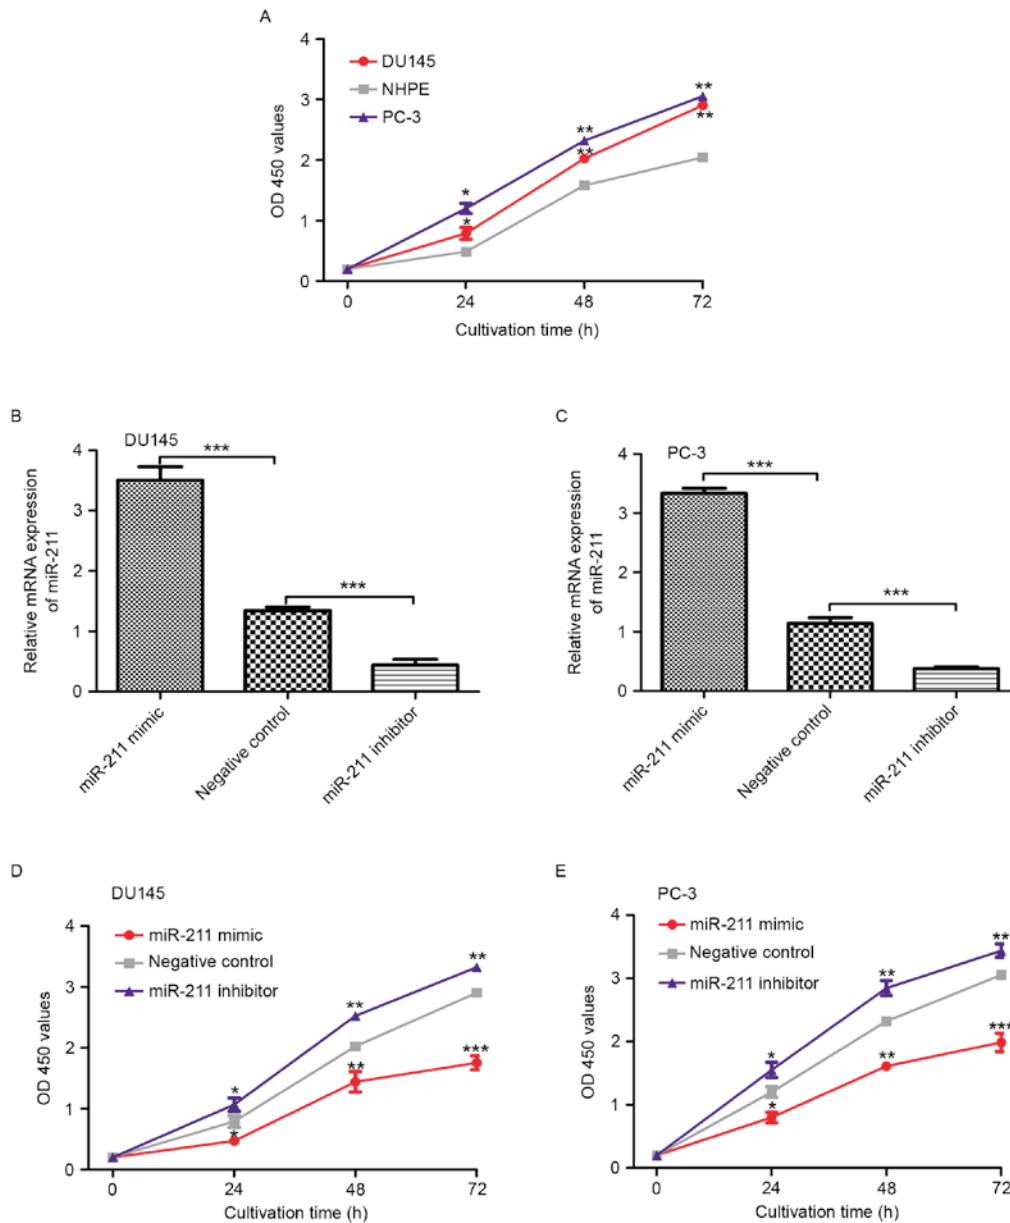 A
4
3
2
1
0
OD 450 values
DU145
NHPE
PC-3
*
*
**
**
**
**
0 24 48 72
Cultivation time (h)
B
DU145
4
3
2
1
0
Relative mRNA expression
of miR-211
***
***
miR-211 mimic
Negative control
miR-211 inhibitor
C
PC-3
4
3
2
1
0
Relative mRNA expression
of miR-211
***
***
miR-211 mimic
Negative control
miR-211 inhibitor
D
DU145
4
3
2
1
0
OD 450 values
miR-211 mimic
Negative control
miR-211 inhibitor
*
*
**
**
**
***
0 24 48 72
Cultivation time (h)
E
PC-3
4
3
2
1
0
OD 450 values
miR-211 mimic
Negative control
miR-211 inhibitor
*
*
**
**
**
***
0 24 48 72
Cultivation time (h)